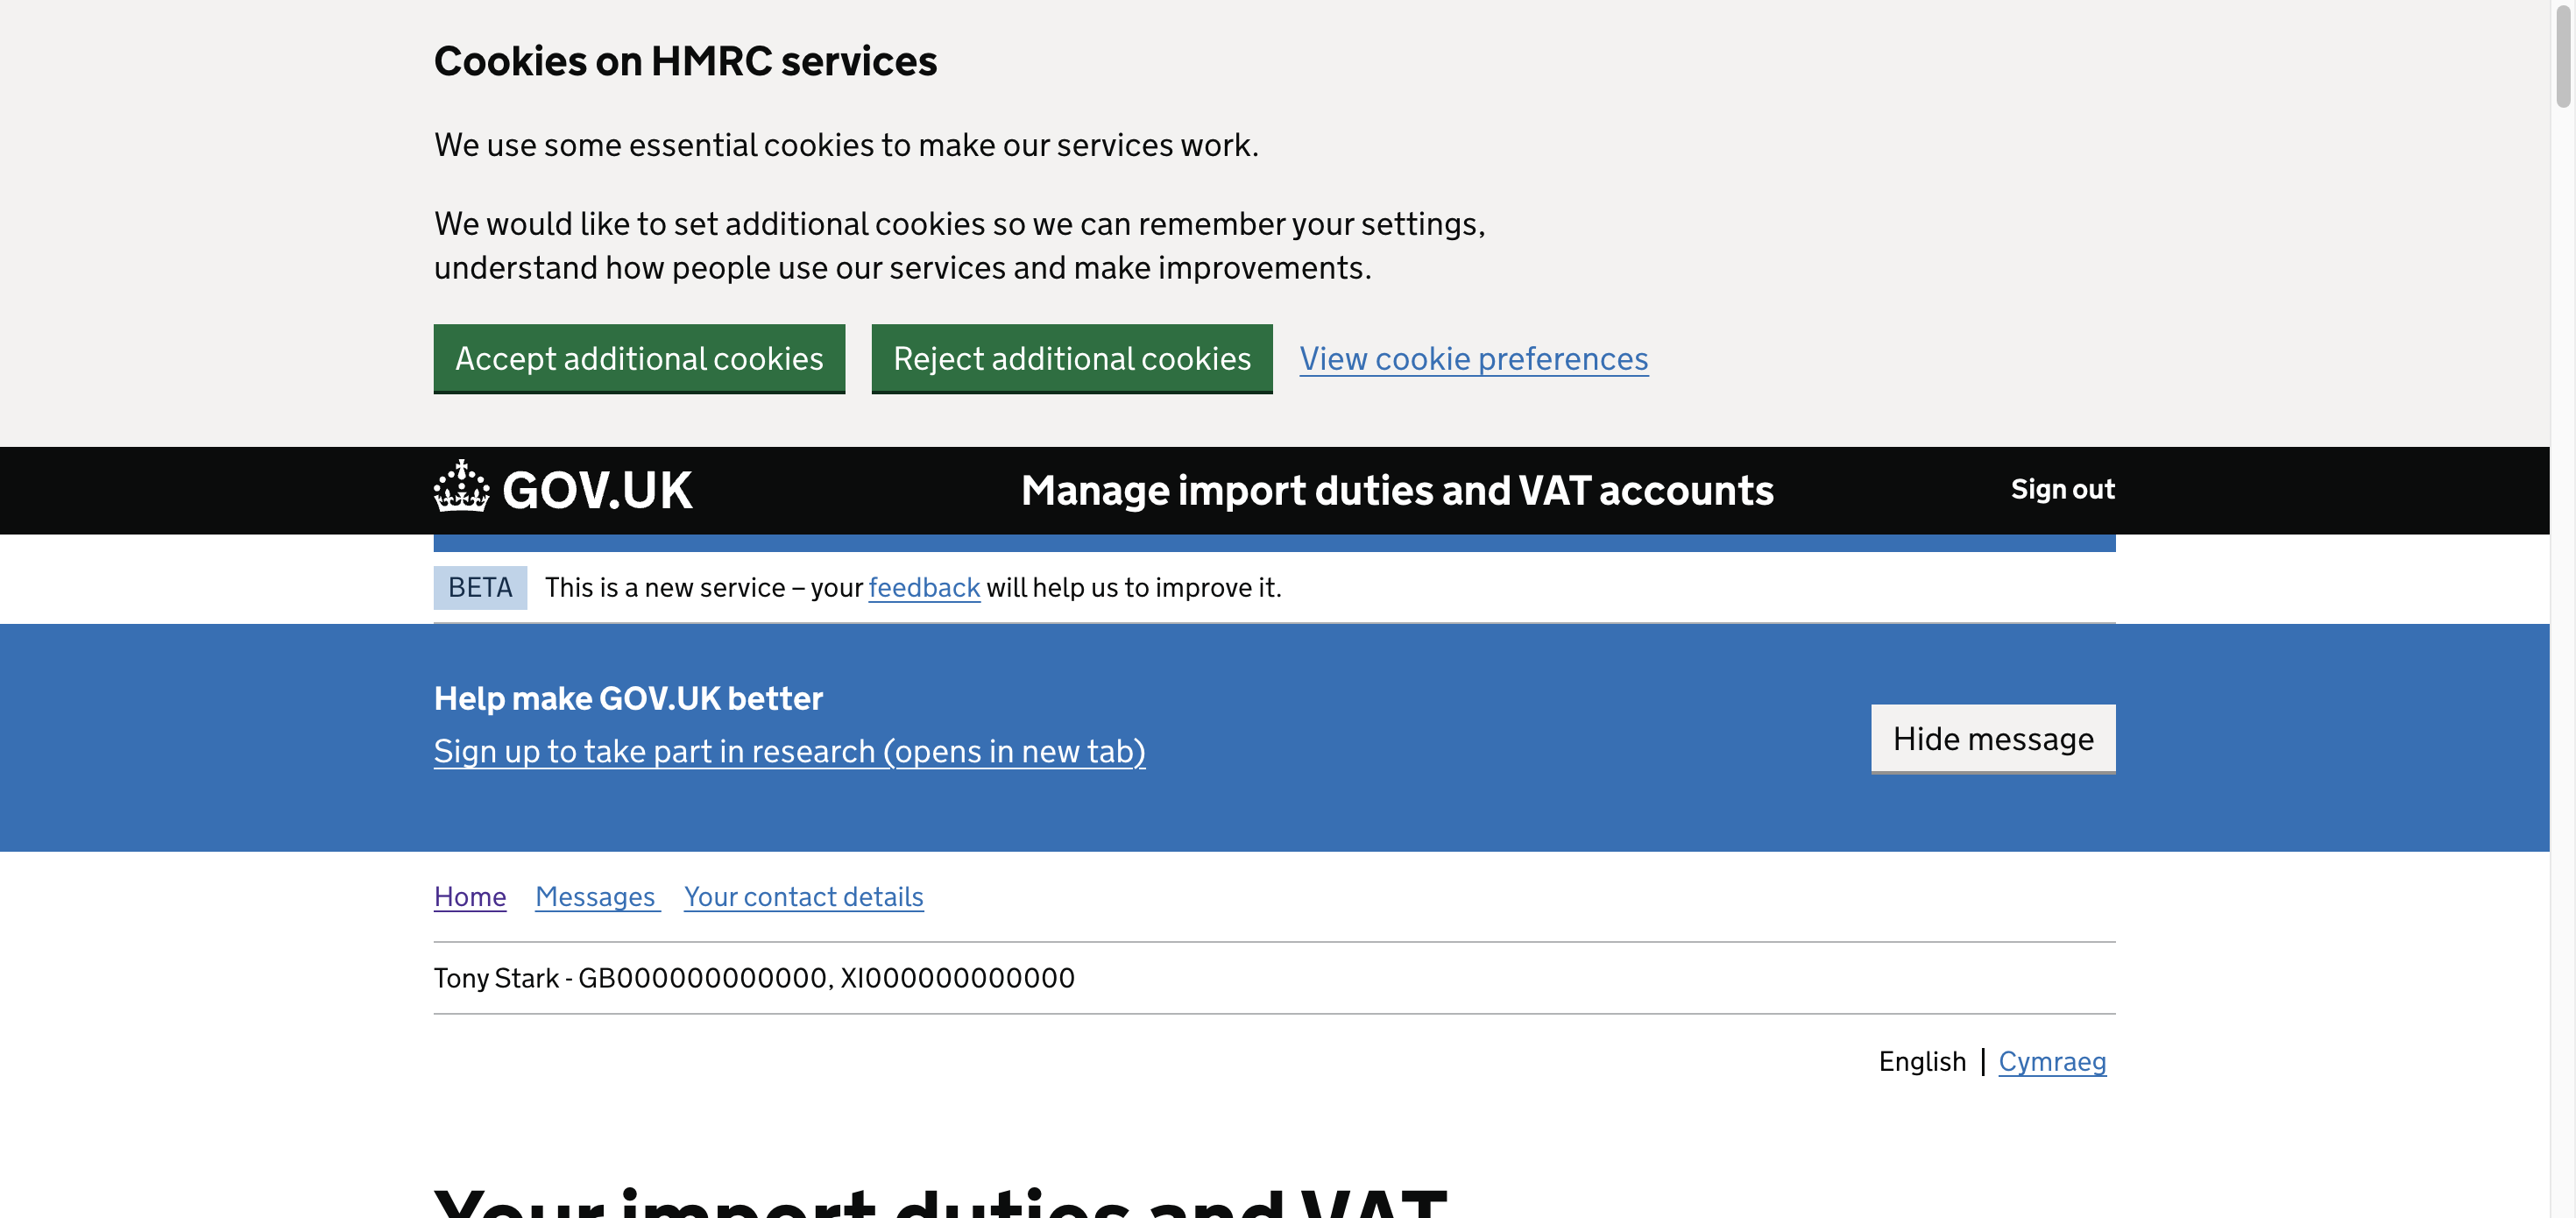 Cookies on HMRC services
We use some essential cookies to make our services work.
We would like to set additional cookies so we can remember your settings,
understand how people use our services and make improvements.
Accept additional cookies Reject additional cookies View cookie preferences
GOV.UK Manage import duties and VAT accounts Sign out
BETA This is a new service – your feedback will help us to improve it.
Help make GOV.UK better
Sign up to take part in research (opens in new tab)
Hide message
Home Messages Your contact details
Tony Stark - GB000000000000, XI000000000000
English | Cymraeg
Your import duties and VAT